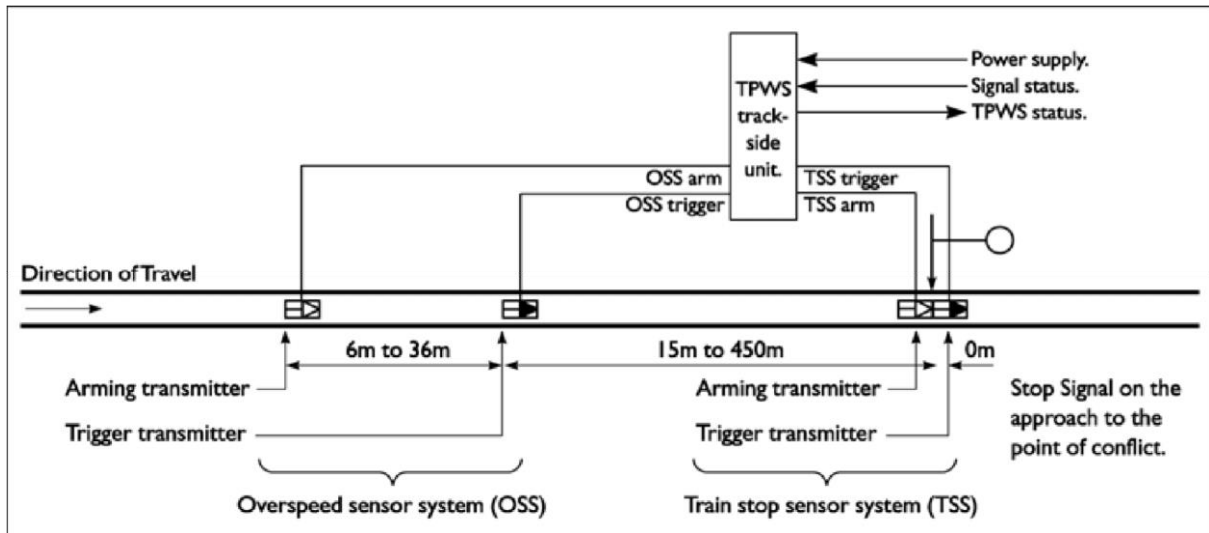 Power supply.
Signal status.
TPWS status.
TPWS
track-
side
unit.
OSS arm
TSS trigger
OSS trigger
TSS arm
Direction of Travel
6m to 36m
15m to 450m
0m
Arming transmitter
Arming transmitter
Stop Signal on the
approach to the
point of conflict.
Trigger transmitter
Trigger transmitter
Overspeed sensor system (OSS)
Train stop sensor system (TSS)